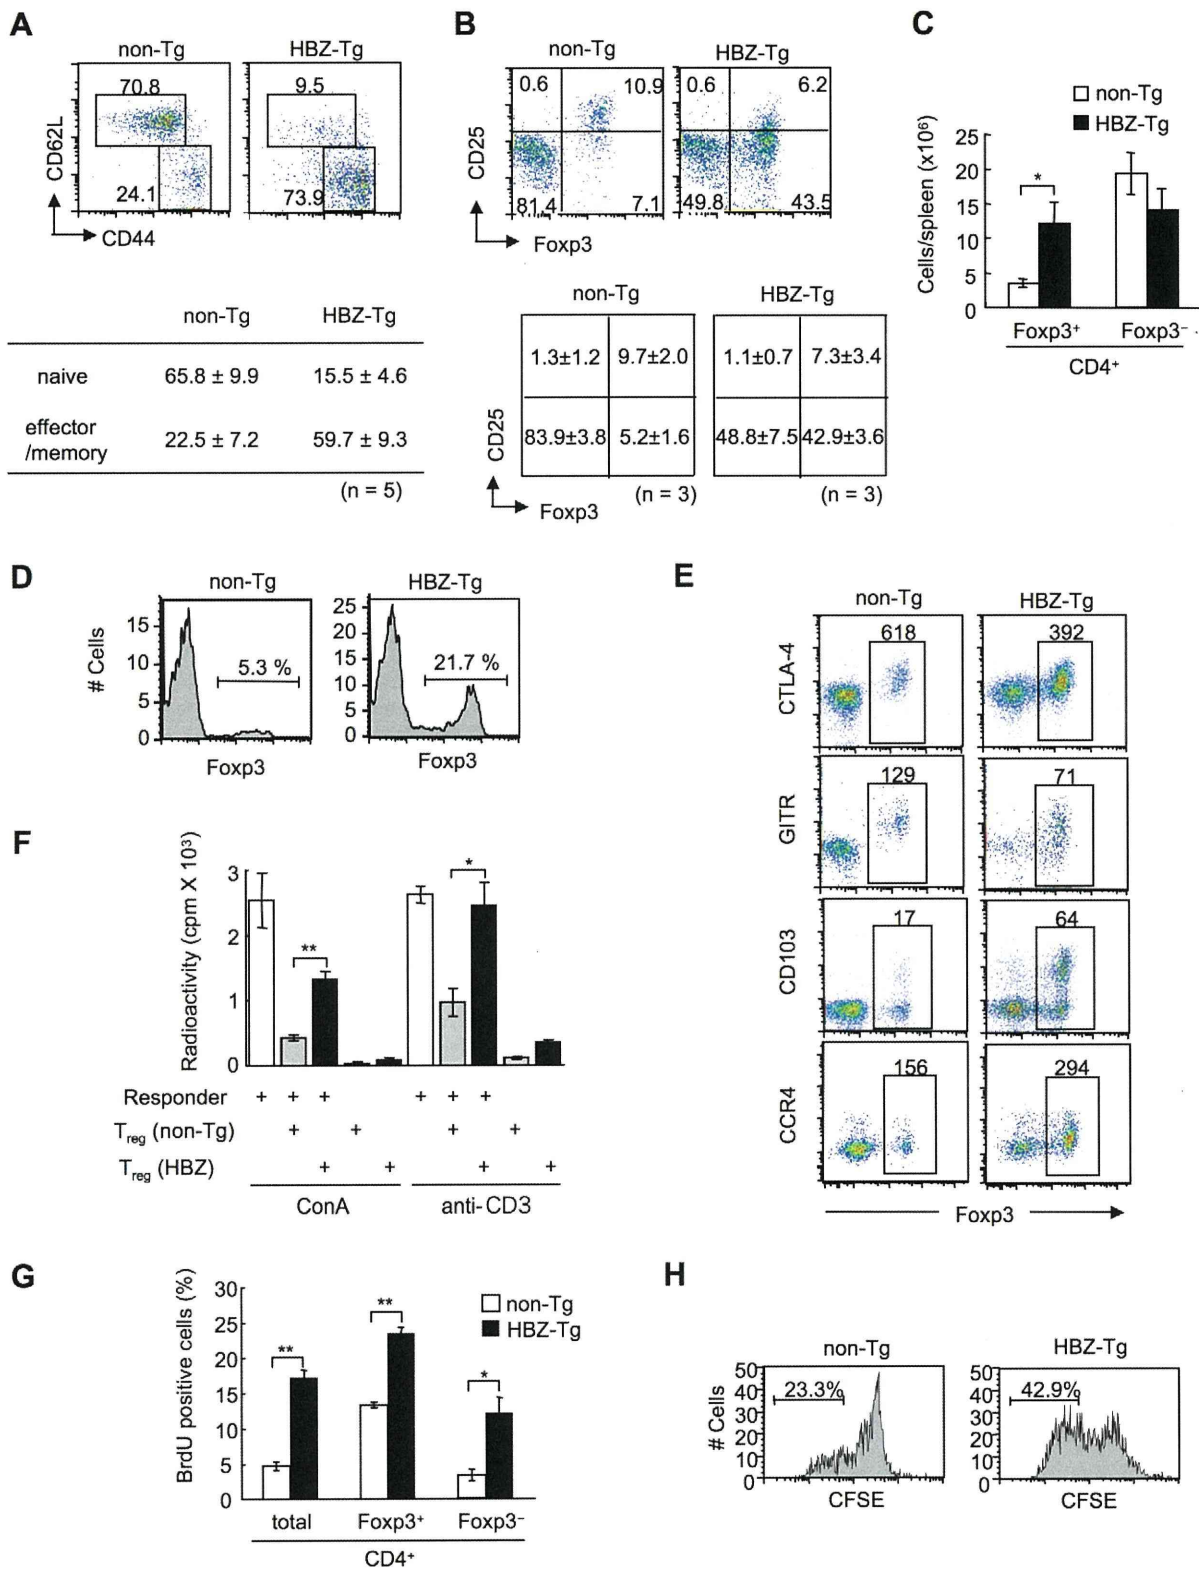 A
non-Tg
HBZ-Tg
70.8
9.5
CD62L
24.1
73.9
CD44
non-Tg
HBZ-Tg
naive
65.8 ± 9.9
15.5 ± 4.6
effector
/memory
22.5 ± 7.2
59.7 ± 9.3
(n = 5)
B
non-Tg
HBZ-Tg
0.6
10.9
0.6
6.2
CD25
81.4
7.1
49.8
43.5
Foxp3
non-Tg
HBZ-Tg
1.3±1.2
9.7±2.0
1.1±0.7
7.3±3.4
83.9±3.8
5.2±1.6
48.8±7.5
42.9±3.6
CD25
(n = 3)
(n = 3)
Foxp3
C
non-Tg
HBZ-Tg
Cells/spleen (x10⁶)
25
20
15
10
5
0
*
Foxp3⁺
Foxp3⁻
CD4⁺
D
non-Tg
HBZ-Tg
# Cells
15
10
5
0
5.3 %
25
20
15
10
5
0
21.7 %
Foxp3
Foxp3
E
non-Tg
HBZ-Tg
CTLA-4
618
392
GITR
129
71
CD103
17
64
CCR4
156
294
Foxp3
F
Radioactivity (cpm X 10³)
3
2
1
0
**
*
Responder + + + + + +
Treg (non-Tg) + + + +
Treg (HBZ) + + + +
ConA
anti-CD3
G
BrdU positive cells (%)
30
25
20
15
10
5
0
non-Tg
HBZ-Tg
**
**
*
total
Foxp3⁺
Foxp3⁻
CD4⁺
H
non-Tg
HBZ-Tg
# Cells
50
40
30
20
10
0
23.3%
50
40
30
20
10
0
42.9%
CFSE
CFSE